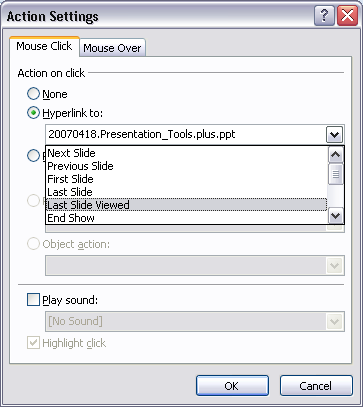 Action Settings
Mouse Click
Mouse Over
Action on click
None
Hyperlink to:
20070418.Presentation_Tools.plus.ppt
Next Slide
Previous Slide
First Slide
Last Slide
Last Slide Viewed
End Show
Object action:
Play sound:
[No Sound]
Highlight click
OK
Cancel